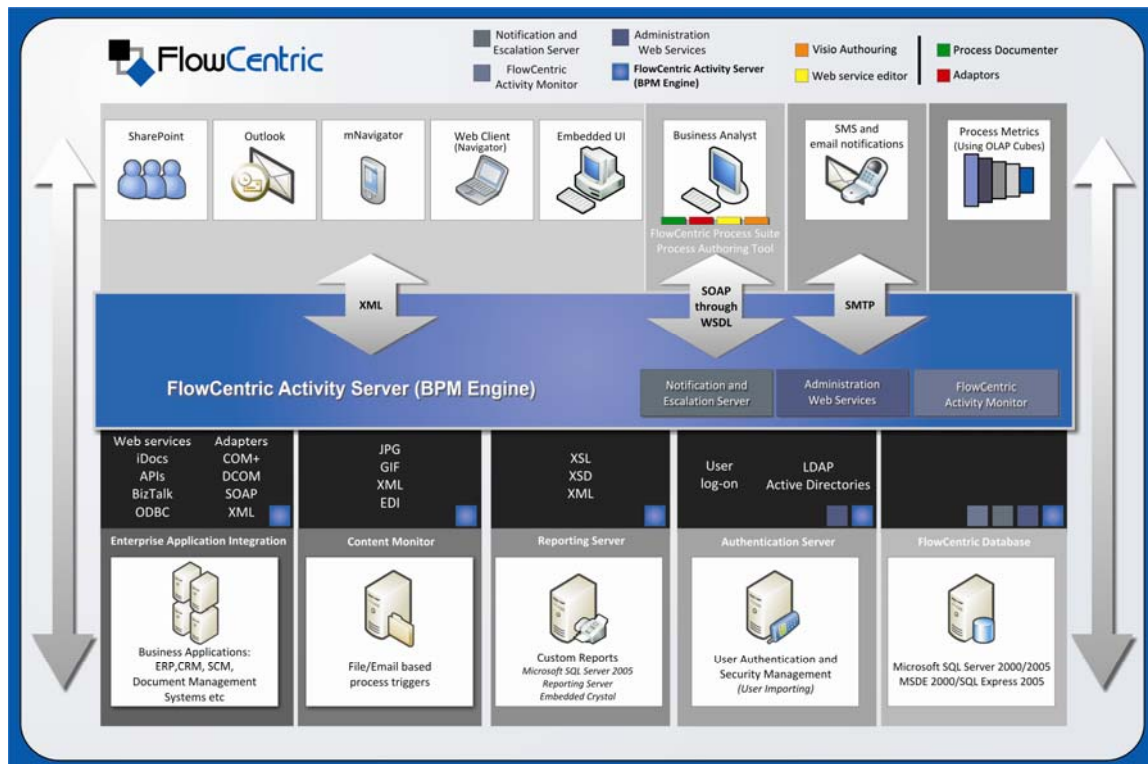 FlowCentric
Notification and
Escalation Server
FlowCentric
Activity Monitor
Administration
Web Services
FlowCentric Activity Server
(BPM Engine)
Visio Authouring
Web service editor
Process Documenter
Adaptors
SharePoint
Outlook
mNavigator
Web Client
(Navigator)
Embedded UI
Business Analyst
SMS and
email notifications
Process Metrics
(Using OLAP Cubes)
FlowCentric Process Suite
Process Authoring Tool
XML
SOAP
through
WSDL
SMTP
FlowCentric Activity Server (BPM Engine)
Notification and
Escalation Server
Administration
Web Services
FlowCentric
Activity Monitor
Web services
iDocs
APIs
BizTalk
ODBC
Adapters
COM+
DCOM
SOAP
XML
JPG
GIF
XML
EDI
XSL
XSD
XML
User
log-on
LDAP
Active Directories
Enterprise Application Integration
Content Monitor
Reporting Server
Authentication Server
FlowCentric Database
Business Applications:
ERP,CRM, SCM,
Document Management
Systems etc
File/Email based
process triggers
Custom Reports
Microsoft SQL Server 2005
Reporting Server
Embedded Crystal
User Authentication and
Security Management
(User Importing)
Microsoft SQL Server 2000/2005
MSDE 2000/SQL Express 2005